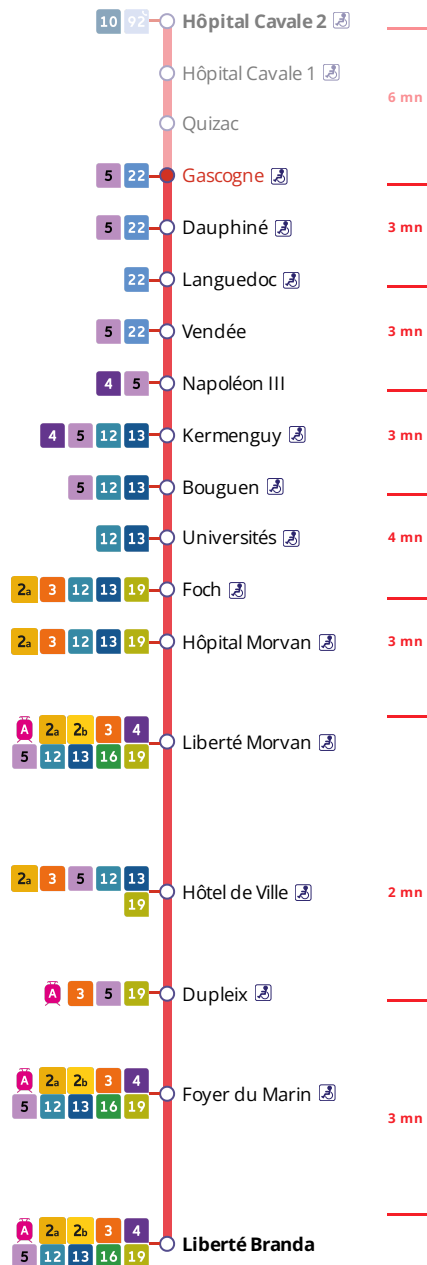 10 92 Hôpital Cavale 2
Hôpital Cavale 1
6 mn
Quizac
5 22 Gascogne
5 22 Dauphiné 3 mn
22 Languedoc
5 22 Vendée 3 mn
4 5 Napoléon III
4 5 12 13 Kermenguy 3 mn
5 12 13 Bouguen
12 13 Universités 4 mn
2a 3 12 13 19 Foch
2a 3 12 13 19 Hôpital Morvan 3 mn
A 2a 2b 3 4
Liberté Morvan
5 12 13 16 19
2a 3 5 12 13
Hôtel de Ville 2 mn
19
A 3 5 19 Dupleix
A 2a 2b 3 4
Foyer du Marin
5 12 13 16 19
3 mn
A 2a 2b 3 4
Liberté Branda
5 12 13 16 19